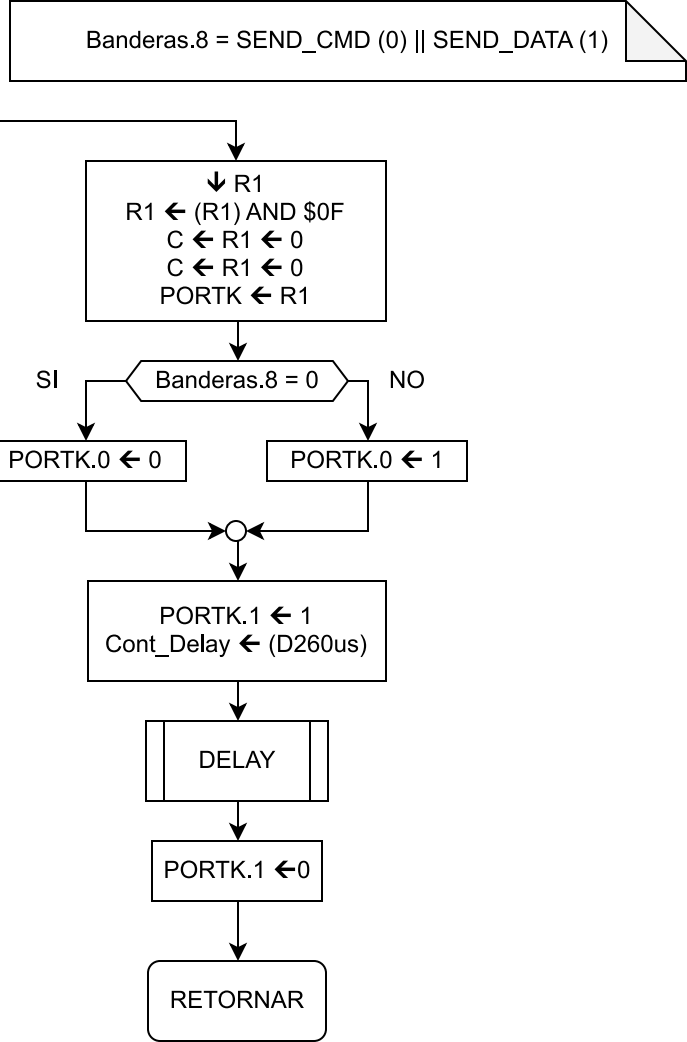 Banderas.8 = SEND_CMD (0) || SEND_DATA (1)
🡻 R1
R1 🡸 (R1) AND $0F
C 🡸 R1 🡸 0
C 🡸 R1 🡸 0
PORTK 🡸 R1
SI
Banderas.8 = 0
NO
PORTK.0 🡸 0
PORTK.0 🡸 1
PORTK.1 🡸 1
Cont_Delay 🡸 (D260us)
DELAY
PORTK.1 🡸0
RETORNAR